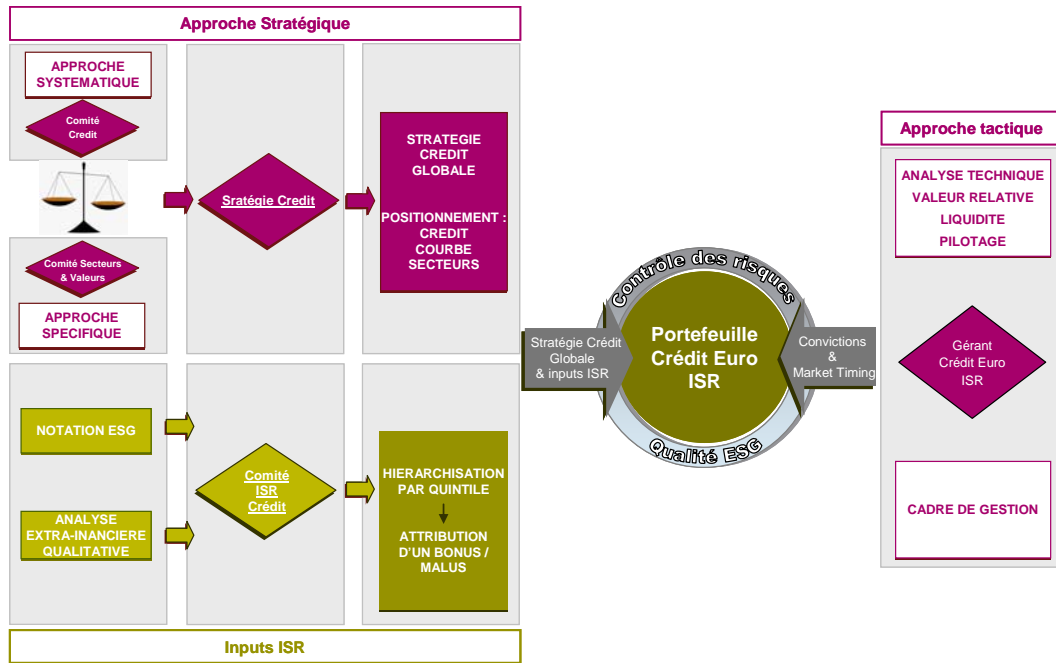 Approche Stratégique
APPROCHE
SYSTEMATIQUE
Comité
Credit
Comité Secteurs
& Valeurs
APPROCHE
SPECIFIQUE
Sratégie Credit
STRATEGIE
CREDIT
GLOBALE
POSITIONNEMENT :
CREDIT
COURBE
SECTEURS
NOTATION ESG
ANALYSE
EXTRA-INANCIERE
QUALITATIVE
Comité
ISR
Crédit
HIERARCHISATION
PAR QUINTILE
ATTRIBUTION
D'UN BONUS /
MALUS
Inputs ISR
Contrôle des risques
Stratégie Crédit
Globale
& inputs ISR
Portefeuille
Crédit Euro
ISR
Convictions
&
Market Timing
Qualité ESG
Approche tactique
ANALYSE TECHNIQUE
VALEUR RELATIVE
LIQUIDITE
PILOTAGE
Gérant
Crédit Euro
ISR
CADRE DE GESTION